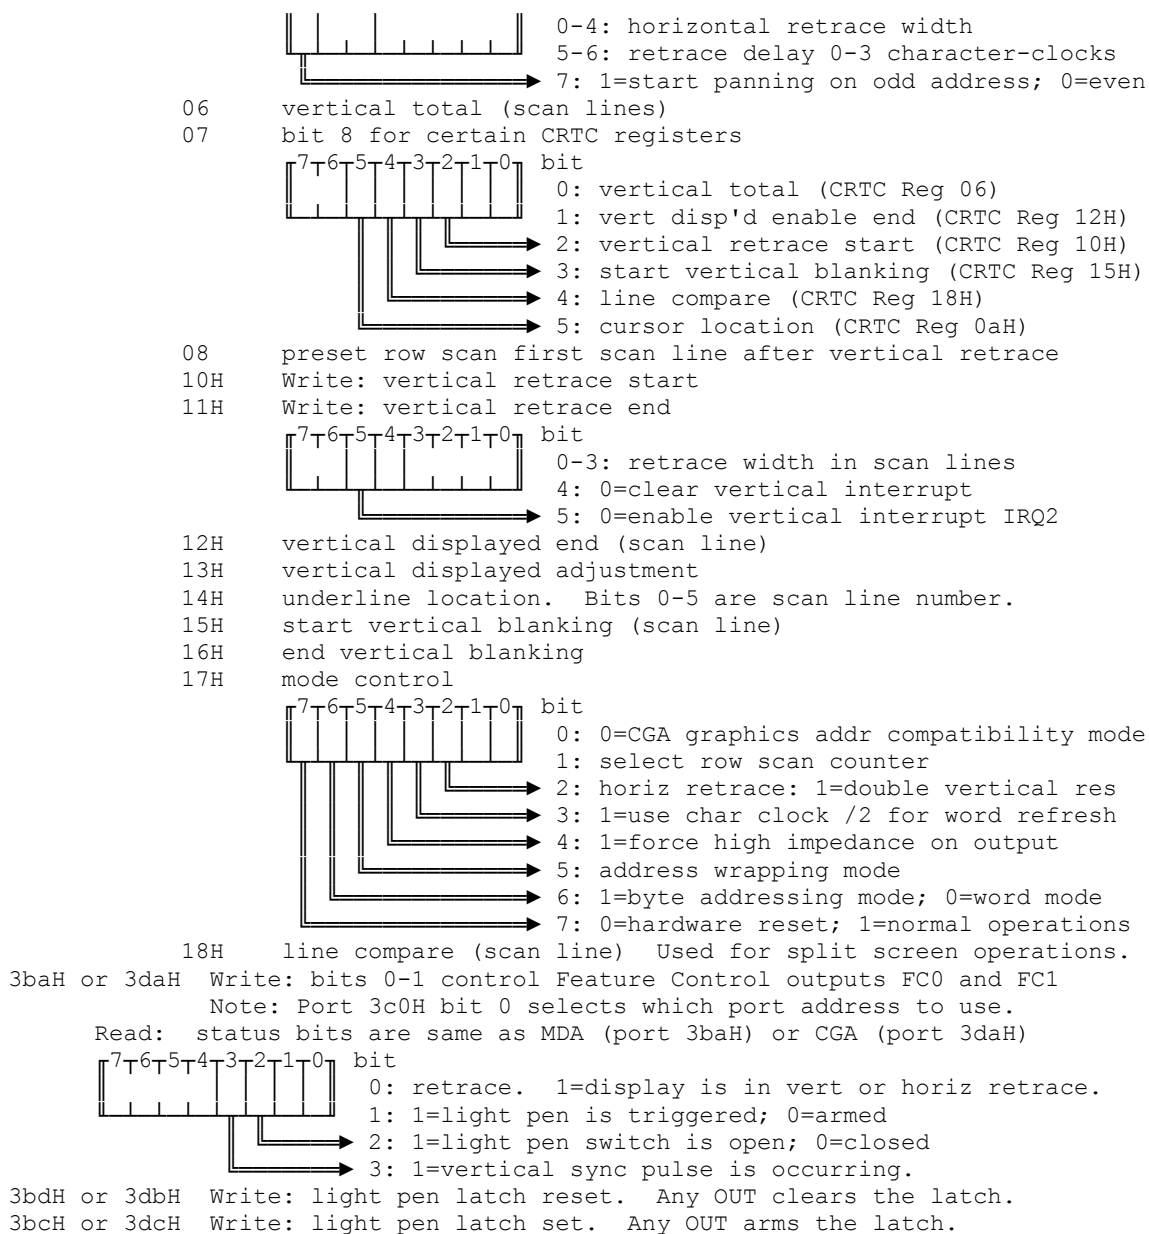 0-4: horizontal retrace width
5-6: retrace delay 0-3 character-clocks
7: 1=start panning on odd address; 0=even
06 vertical total (scan lines)
07 bit 8 for certain CRTC registers
7 6 5 4 3 2 1 0 bit
0: vertical total (CRTC Reg 06)
1: vert disp'd enable end (CRTC Reg 12H)
2: vertical retrace start (CRTC Reg 10H)
3: start vertical blanking (CRTC Reg 15H)
4: line compare (CRTC Reg 18H)
5: cursor location (CRTC Reg 0aH)
08 preset row scan first scan line after vertical retrace
10H Write: vertical retrace start
11H Write: vertical retrace end
7 6 5 4 3 2 1 0 bit
0-3: retrace width in scan lines
4: 0=clear vertical interrupt
5: 0=enable vertical interrupt IRQ2
12H vertical displayed end (scan line)
13H vertical displayed adjustment
14H underline location. Bits 0-5 are scan line number.
15H start vertical blanking (scan line)
16H end vertical blanking
17H mode control
7 6 5 4 3 2 1 0 bit
0: 0=CGA graphics addr compatibility mode
1: select row scan counter
2: horiz retrace: 1=double vertical res
3: 1=use char clock /2 for word refresh
4: 1=force high impedance on output
5: address wrapping mode
6: 1=byte addressing mode; 0=word mode
7: 0=hardware reset; 1=normal operations
18H line compare (scan line) Used for split screen operations.
3baH or 3daH Write: bits 0-1 control Feature Control outputs FC0 and FC1
Note: Port 3c0H bit 0 selects which port address to use.
Read: status bits are same as MDA (port 3baH) or CGA (port 3daH)
7 6 5 4 3 2 1 0 bit
0: retrace. 1=display is in vert or horiz retrace.
1: 1=light pen is triggered; 0=armed
2: 1=light pen switch is open; 0=closed
3: 1=vertical sync pulse is occurring.
3bdH or 3dbH Write: light pen latch reset. Any OUT clears the latch.
3bcH or 3dcH Write: light pen latch set. Any OUT arms the latch.